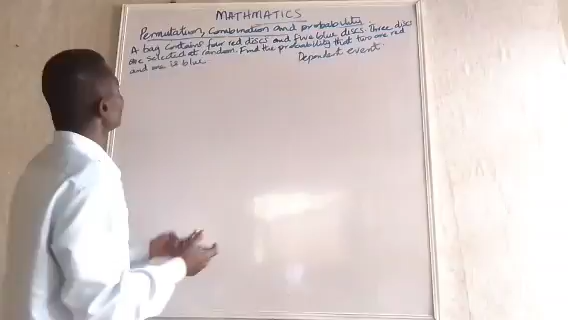 MATHMATICS
Permutation, Combination and probability.
A bag contains four red discs and five blue discs. Three discs
are selected at random. Find the probability that two are red
and one is blue
Dependent event.